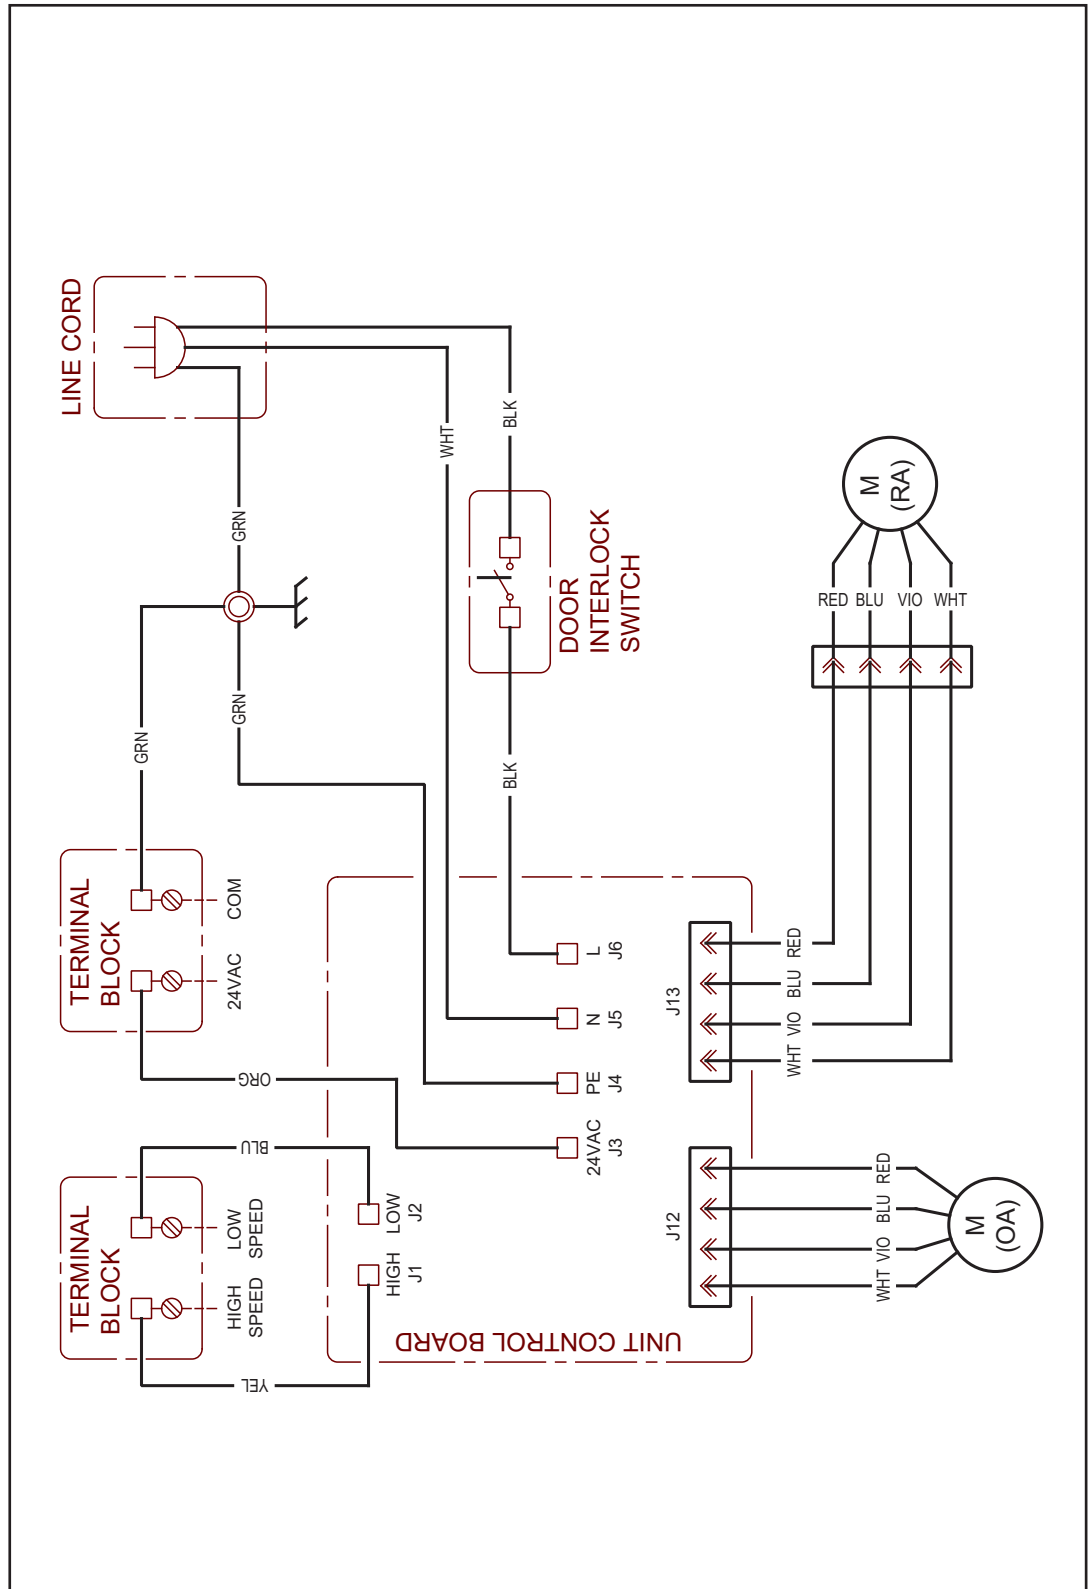 LINE CORD
GRN
WHT
BLK
GRN
GRN
DOOR
INTERLOCK
SWITCH
BLK
TERMINAL
BLOCK
24VAC
COM
ORG
BLU
TERMINAL
BLOCK
HIGH
SPEED
LOW
SPEED
YEL
HIGH
J1
LOW
J2
24VAC
J3
PE
J4
N
J5
L
J6
UNIT CONTROL BOARD
J13
WHT
VIO
BLU
RED
J12
WHT
VIO
BLU
RED
RED BLU VIO WHT
M
(RA)
M
(OA)